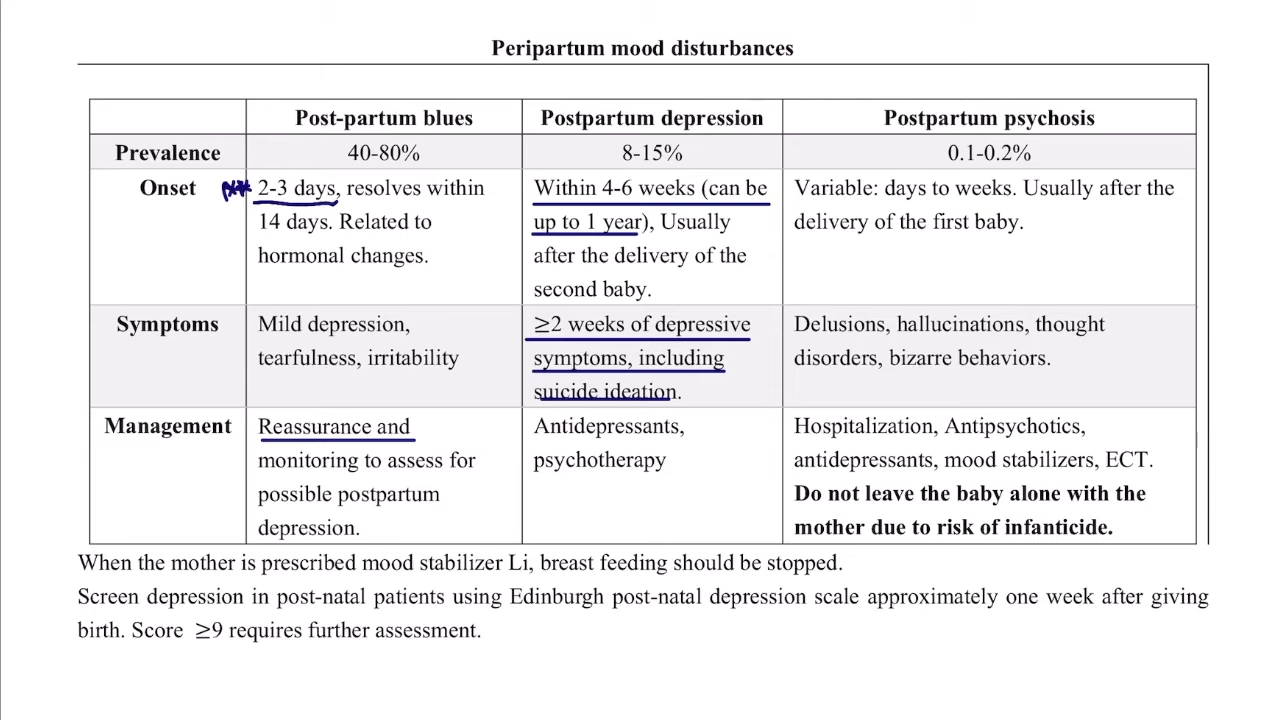 Peripartum mood disturbances
Post-partum blues Postpartum depression Postpartum psychosis
Prevalence 40-80% 8-15% 0.1-0.2%
Onset ** 2-3 days, resolves within
14 days. Related to
hormonal changes.
Within 4-6 weeks (can be
up to 1 year), Usually
after the delivery of the
second baby.
Variable: days to weeks. Usually after the
delivery of the first baby.
Symptoms Mild depression,
tearfulness, irritability
≥2 weeks of depressive
symptoms, including
suicide ideation.
Delusions, hallucinations, thought
disorders, bizarre behaviors.
Management Reassurance and
monitoring to assess for
possible postpartum
depression.
Antidepressants,
psychotherapy
Hospitalization, Antipsychotics,
antidepressants, mood stabilizers, ECT.
Do not leave the baby alone with the
mother due to risk of infanticide.
When the mother is prescribed mood stabilizer Li, breast feeding should be stopped.
Screen depression in post-natal patients using Edinburgh post-natal depression scale approximately one week after giving
birth. Score ≥9 requires further assessment.